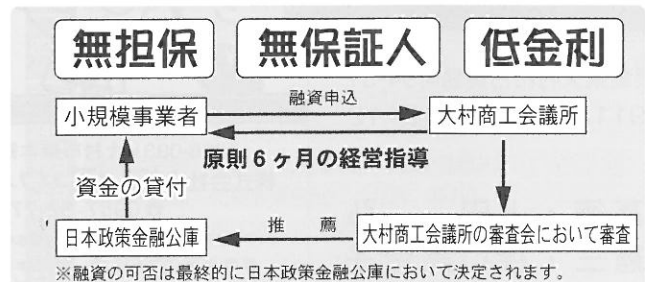 無担保 無保証人 低金利
小規模事業者 融資申込 大村商工会議所
原則6ヶ月の経営指導
資金の貸付
日本政策金融公庫 推薦 大村商工会議所の審査会において審査
※融資の可否は最終的に日本政策金融公庫において決定されます。